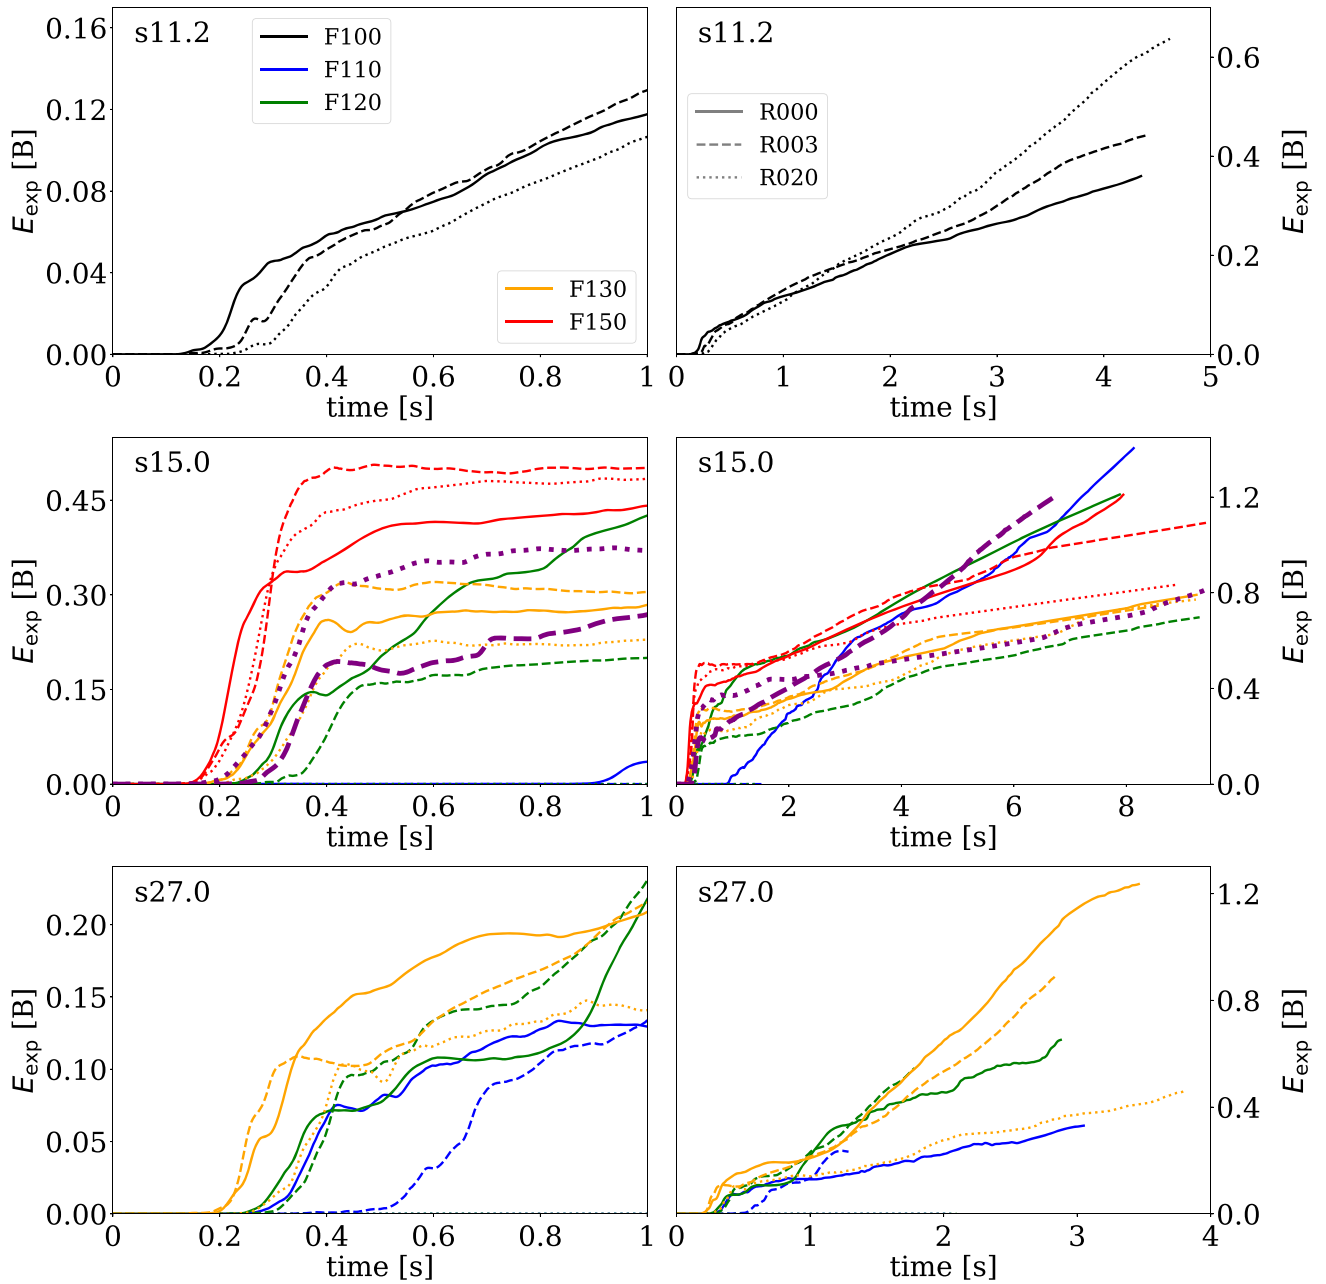 s11.2
F100
F110
F120
F130
F150
0.16
0.12
0.08
0.04
0.00
E_exp [B]
0 0.2 0.4 0.6 0.8 1
time [s]
s11.2
R000
R003
R020
0.6
0.4
0.2
0.0
E_exp [B]
0 1 2 3 4 5
time [s]
s15.0
0.45
0.30
0.15
0.00
E_exp [B]
0 0.2 0.4 0.6 0.8 1
time [s]
s15.0
1.2
0.8
0.4
0.0
E_exp [B]
0 2 4 6 8
time [s]
s27.0
0.20
0.15
0.10
0.05
0.00
E_exp [B]
0 0.2 0.4 0.6 0.8 1
time [s]
s27.0
1.2
0.8
0.4
0.0
E_exp [B]
0 1 2 3 4
time [s]